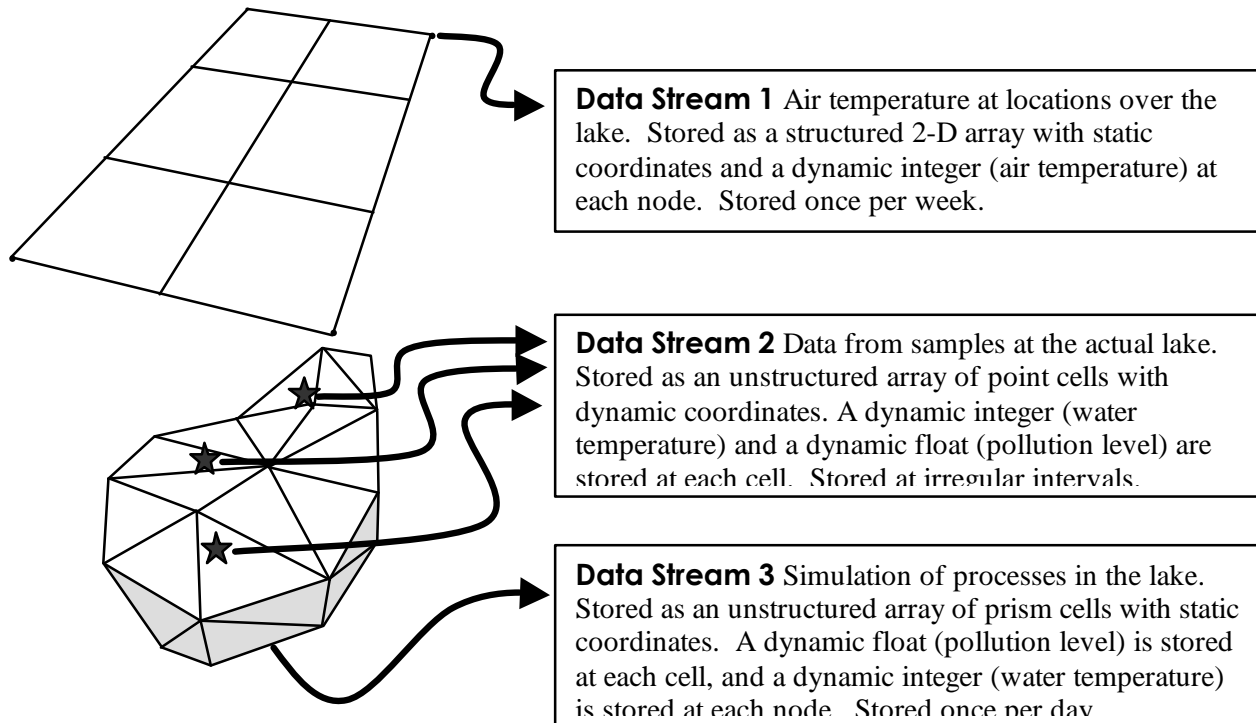 Data Stream 1 Air temperature at locations over the
lake. Stored as a structured 2-D array with static
coordinates and a dynamic integer (air temperature) at
each node. Stored once per week.
Data Stream 2 Data from samples at the actual lake.
Stored as an unstructured array of point cells with
dynamic coordinates. A dynamic integer (water
temperature) and a dynamic float (pollution level) are
stored at each cell. Stored at irregular intervals.
Data Stream 3 Simulation of processes in the lake.
Stored as an unstructured array of prism cells with static
coordinates. A dynamic float (pollution level) is stored
at each cell, and a dynamic integer (water temperature)
is stored at each node. Stored once per day